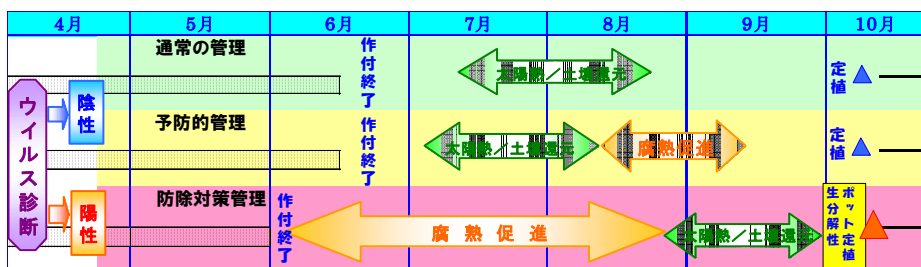 4月 5月 6月 7月 8月 9月 10月
通常の管理
作付終了
太陽熱／土壌還元
定植
ウイルス診断
陰性
予防的管理
作付終了
太陽熱／土壌還元
腐熟促進
定植
陽性
防除対策管理
作付終了
腐熟促進
太陽熱／土壌還元
生分解性
ポット定植